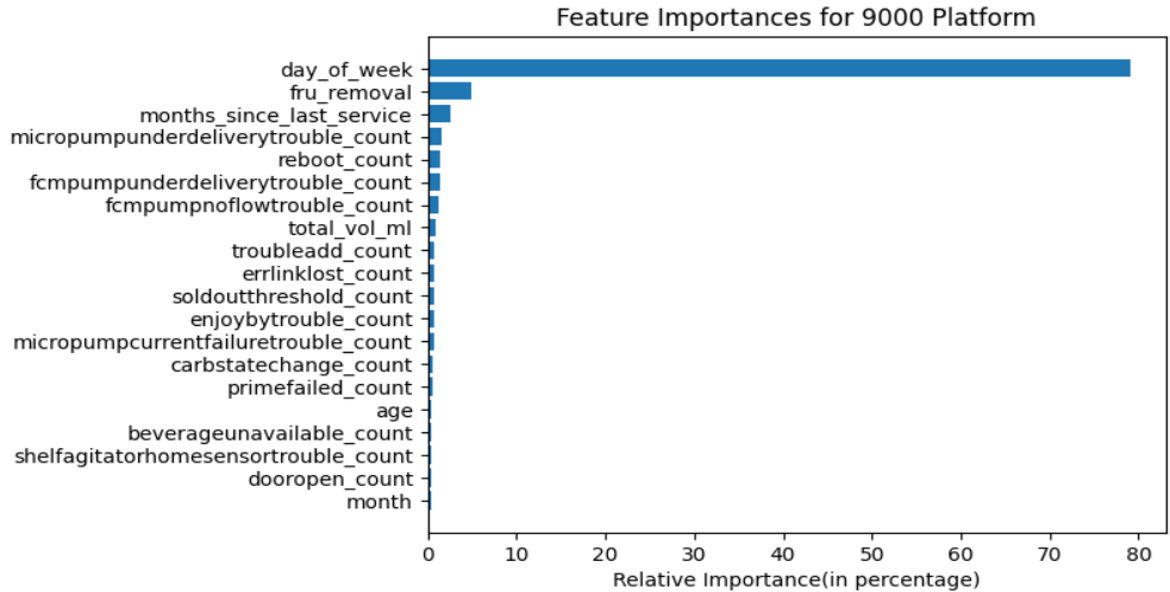 Feature Importances for 9000 Platform
day_of_week
fru_removal
months_since_last_service
micropumpunderdeliverytrouble_count
reboot_count
fcmpumpunderdeliverytrouble_count
fcmpumpnoflowtrouble_count
total_vol_ml
troubleadd_count
errlinklost_count
soldoutthreshold_count
enjoybytrouble_count
micropumpcurrentfailuretrouble_count
carbstatechange_count
primefailed_count
age
beverageunavailable_count
shelfagitatorhomesensortrouble_count
dooropen_count
month
0 10 20 30 40 50 60 70 80
Relative Importance(in percentage)